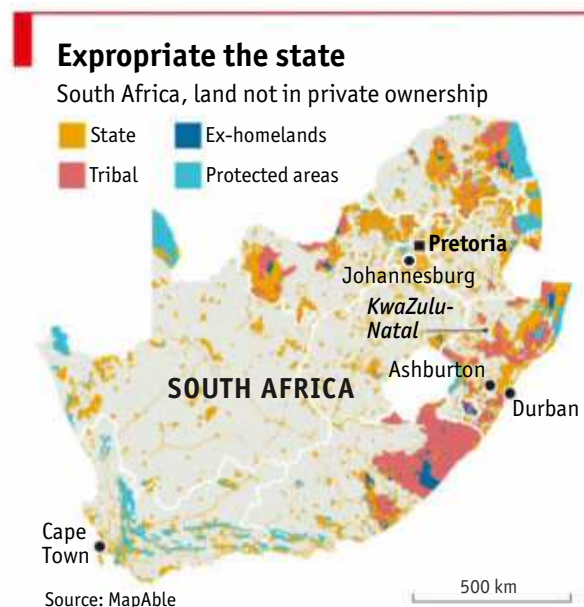 Expropriate the state
South Africa, land not in private ownership
State
Ex-homelands
Tribal
Protected areas
Pretoria
Johannesburg
KwaZulu-
Natal
Ashburton
SOUTH AFRICA
Durban
Cape
Town
500 km
Source: MapAble